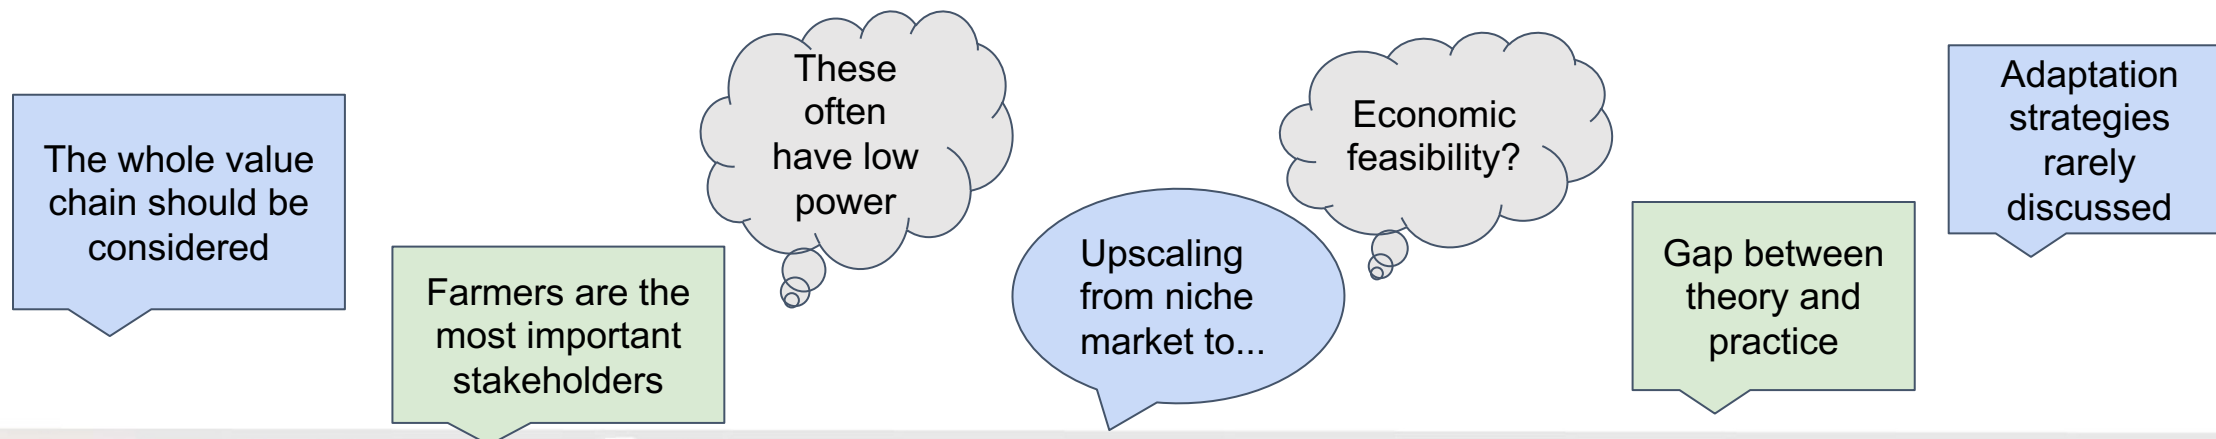 The whole value
chain should be
considered
Farmers are the
most important
stakeholders
These
often
have low
power
Upscaling
from niche
market to...
Economic
feasibility?
Gap between
theory and
practice
Adaptation
strategies
rarely
discussed